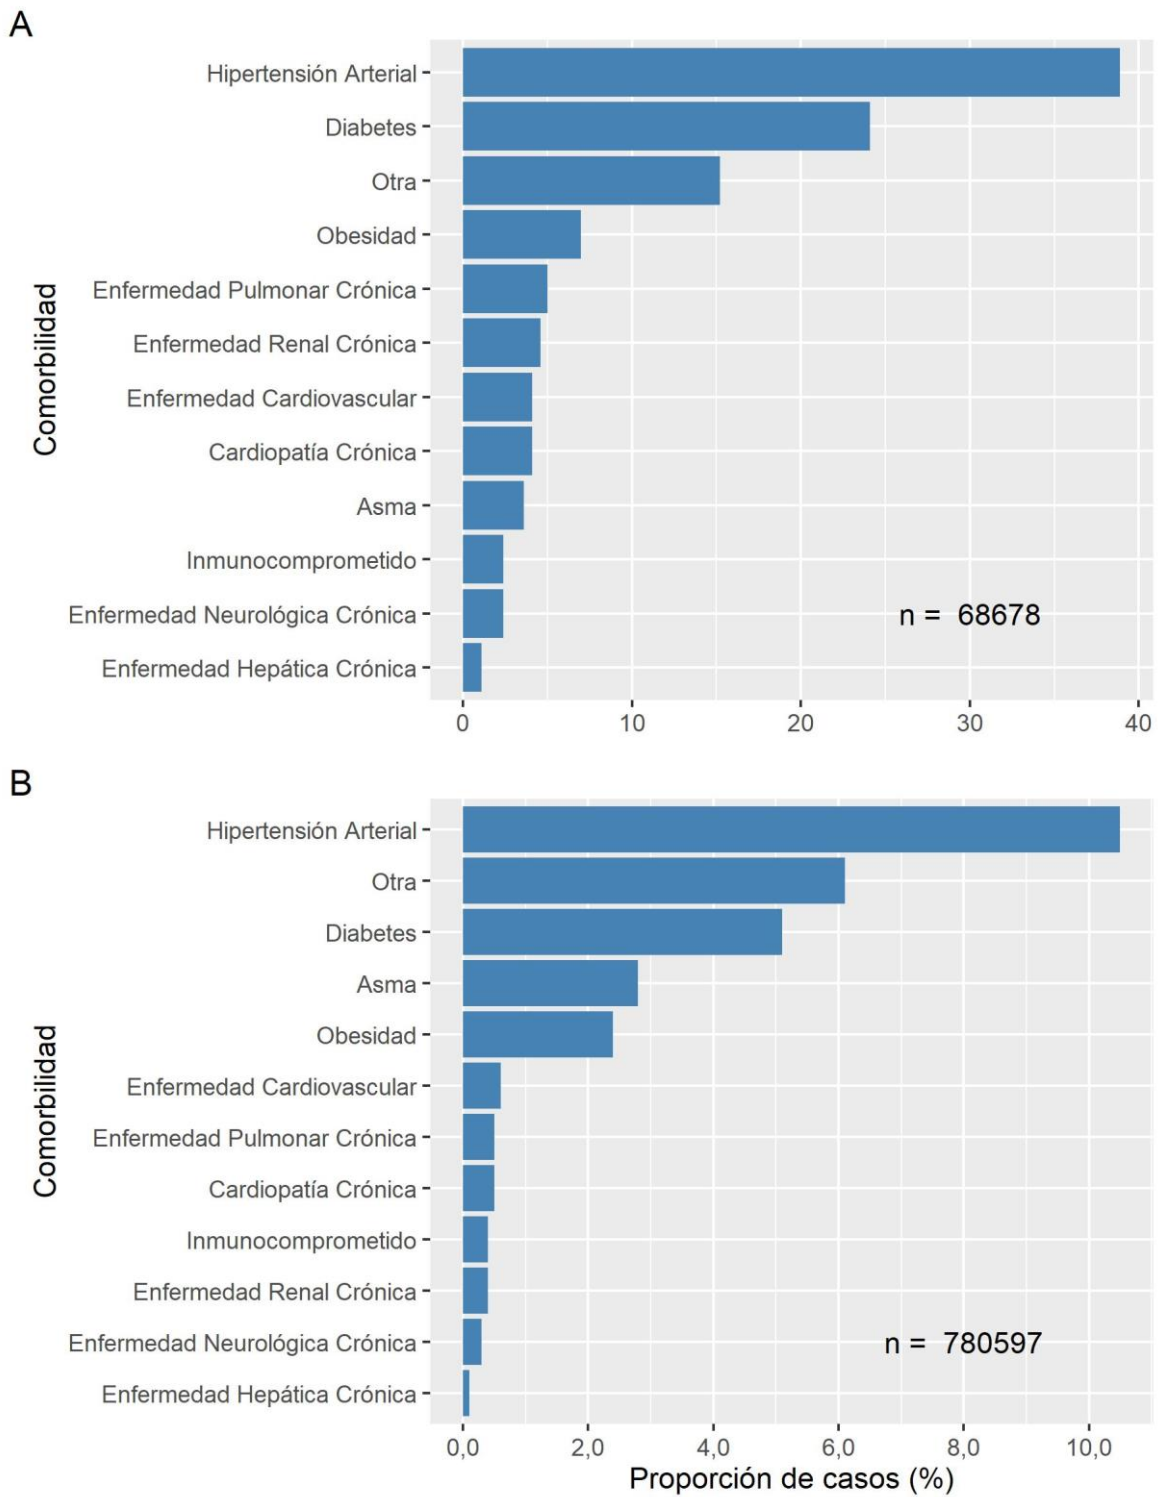 A
Hipertensión Arterial
Diabetes
Otra
Obesidad
Enfermedad Pulmonar Crónica
Enfermedad Renal Crónica
Enfermedad Cardiovascular
Cardiopatía Crónica
Asma
Inmunocomprometido
Enfermedad Neurológica Crónica
Enfermedad Hepática Crónica
Comorbilidad
n = 68678
0 10 20 30 40
B
Hipertensión Arterial
Otra
Diabetes
Asma
Obesidad
Enfermedad Cardiovascular
Enfermedad Pulmonar Crónica
Cardiopatía Crónica
Inmunocomprometido
Enfermedad Renal Crónica
Enfermedad Neurológica Crónica
Enfermedad Hepática Crónica
Comorbilidad
n = 780597
0,0 2,0 4,0 6,0 8,0 10,0
Proporción de casos (%)